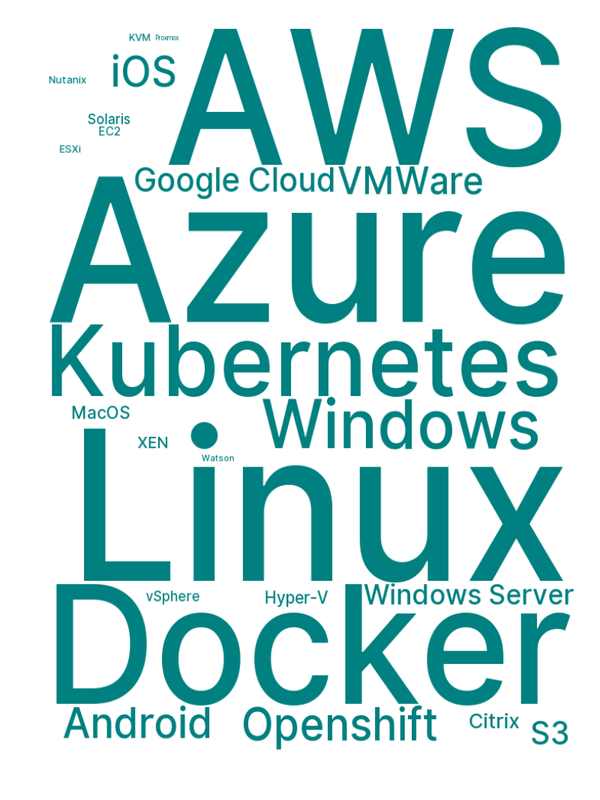 KVM Proxmox
iOS
AWS
Nutanix
Solaris
EC2
ESXi
Google Cloud VMWare
Azure
Kubernetes
MacOS
Windows
XEN
Linux
Watson
vSphere
Hyper-V
Windows Server
Docker
Android
Openshift
Citrix
S3